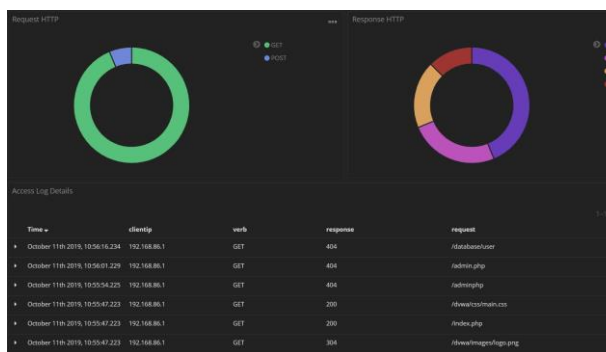 Request HTTP
GET
POST
Response HTTP
Access Log Details
Time clientip verb response request
October 11th 2019, 10:56:16.234 192.168.86.1 GET 404 /database/user
October 11th 2019, 10:56:01.229 192.168.86.1 GET 404 /admin.php
October 11th 2019, 10:55:54.225 192.168.86.1 GET 404 /adminphp
October 11th 2019, 10:55:47.223 192.168.86.1 GET 200 /dvwa/css/main.css
October 11th 2019, 10:55:47.223 192.168.86.1 GET 200 /index.php
October 11th 2019, 10:55:47.223 192.168.86.1 GET 304 /dvwa/images/logo.png